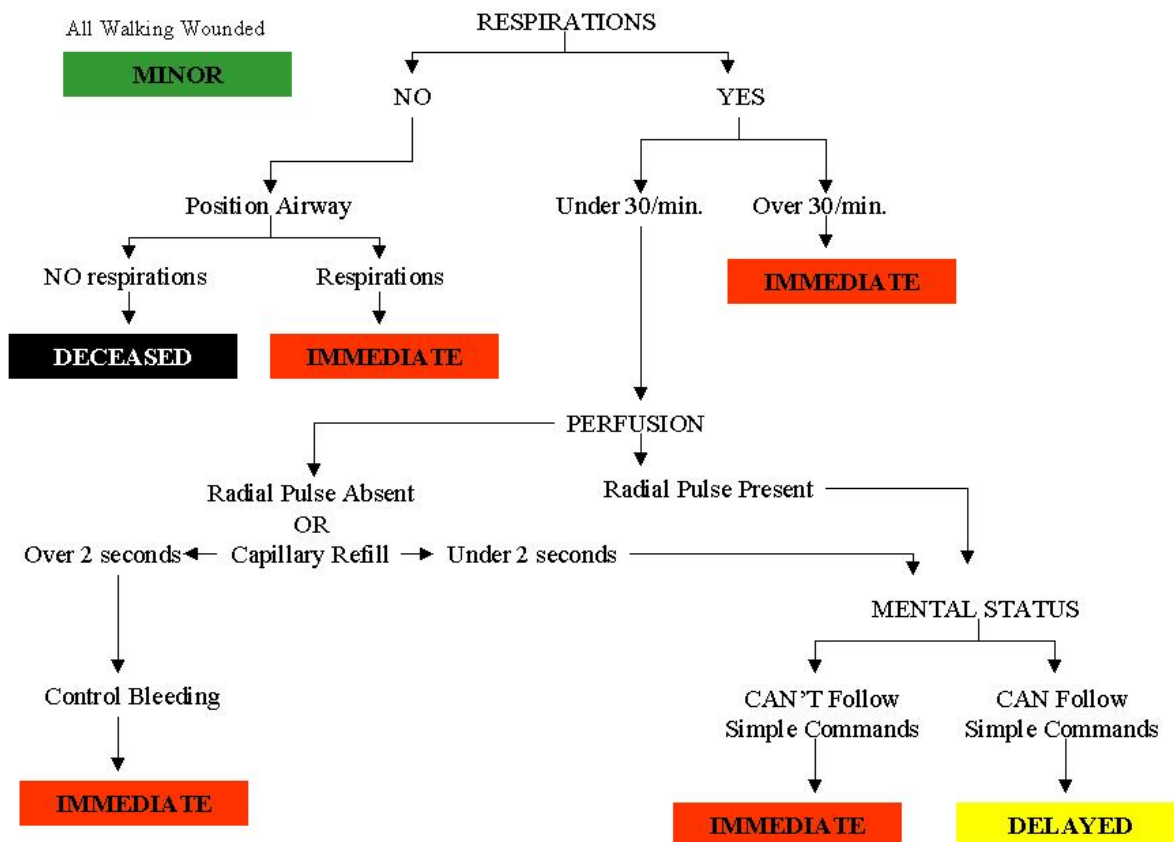 All Walking Wounded
MINOR
RESPIRATIONS
NO
YES
Position Airway
Under 30/min.
Over 30/min.
NO respirations
Respirations
IMMEDIATE
DECEASED
IMMEDIATE
PERFUSION
Radial Pulse Absent
OR
Radial Pulse Present
Over 2 seconds
Capillary Refill
Under 2 seconds
MENTAL STATUS
Control Bleeding
CAN'T Follow
Simple Commands
CAN Follow
Simple Commands
IMMEDIATE
IMMEDIATE
DELAYED